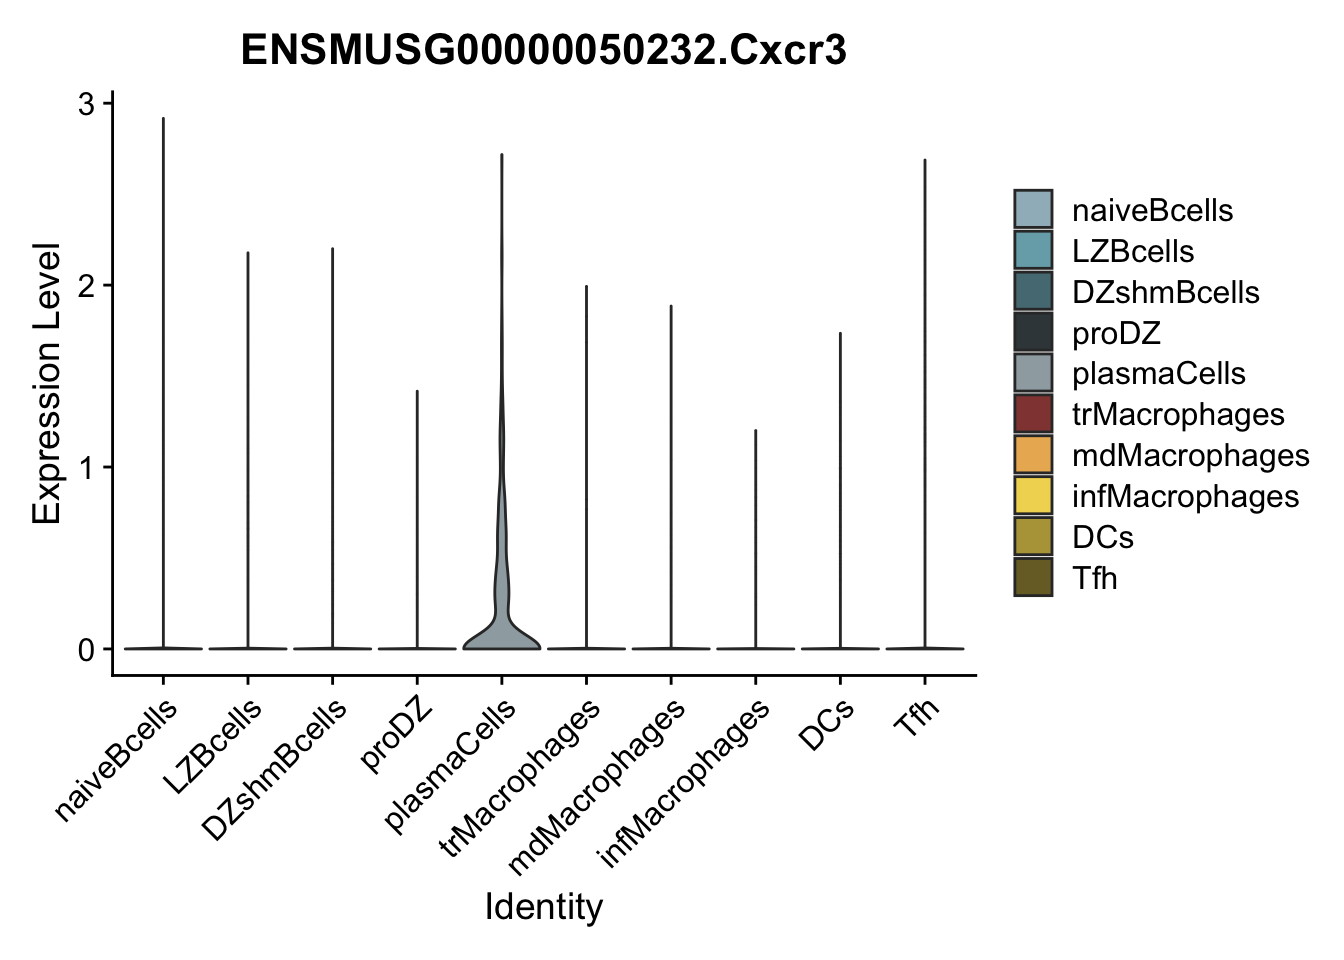 ENSMUSG00000050232.Cxcr3
3
2
1
0
Expression Level
naiveBcells
LZBcells
DZshmBcells
proDZ
plasmaCells
trMacrophages
mdMacrophages
infMacrophages
DCs
Tfh
Identity
naiveBcells
LZBcells
DZshmBcells
proDZ
plasmaCells
trMacrophages
mdMacrophages
infMacrophages
DCs
Tfh